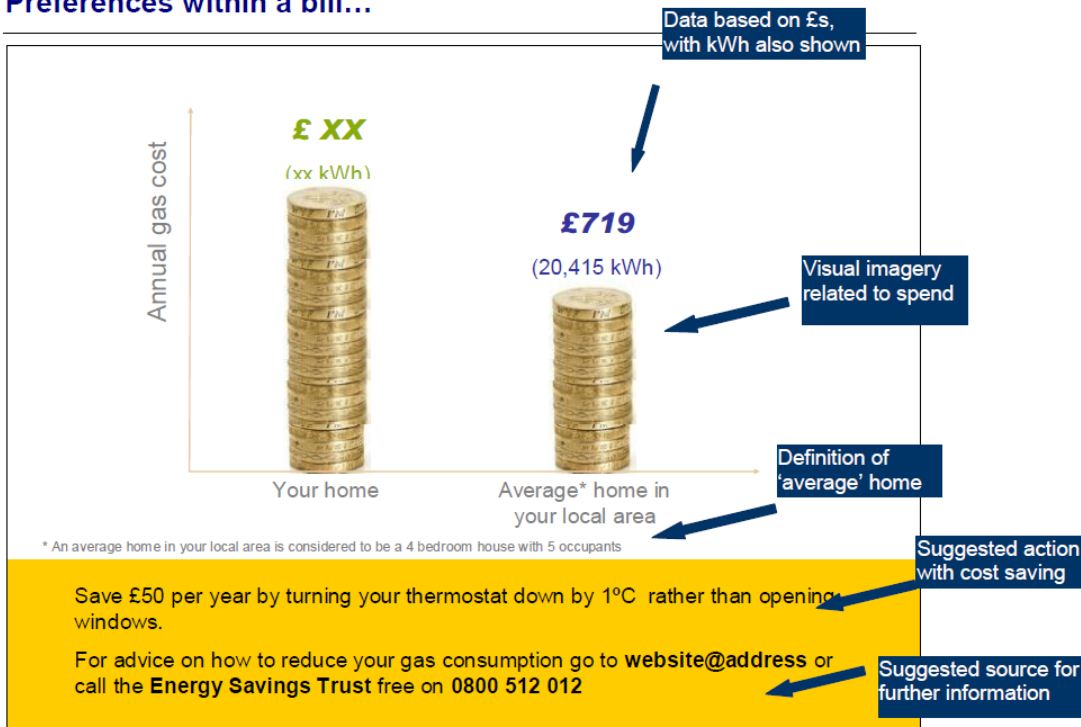 Preferences within a bill…
Data based on £s,
with kWh also shown
£ XX
(xx kWh)
Annual gas cost
£719
(20,415 kWh)
Visual imagery
related to spend
Definition of
‘average’ home
Your home
Average* home in
your local area
* An average home in your local area is considered to be a 4 bedroom house with 5 occupants
Suggested action
with cost saving
Save £50 per year by turning your thermostat down by 1ºC rather than opening
windows.
For advice on how to reduce your gas consumption go to website@address or
call the Energy Savings Trust free on 0800 512 012
Suggested source for
further information